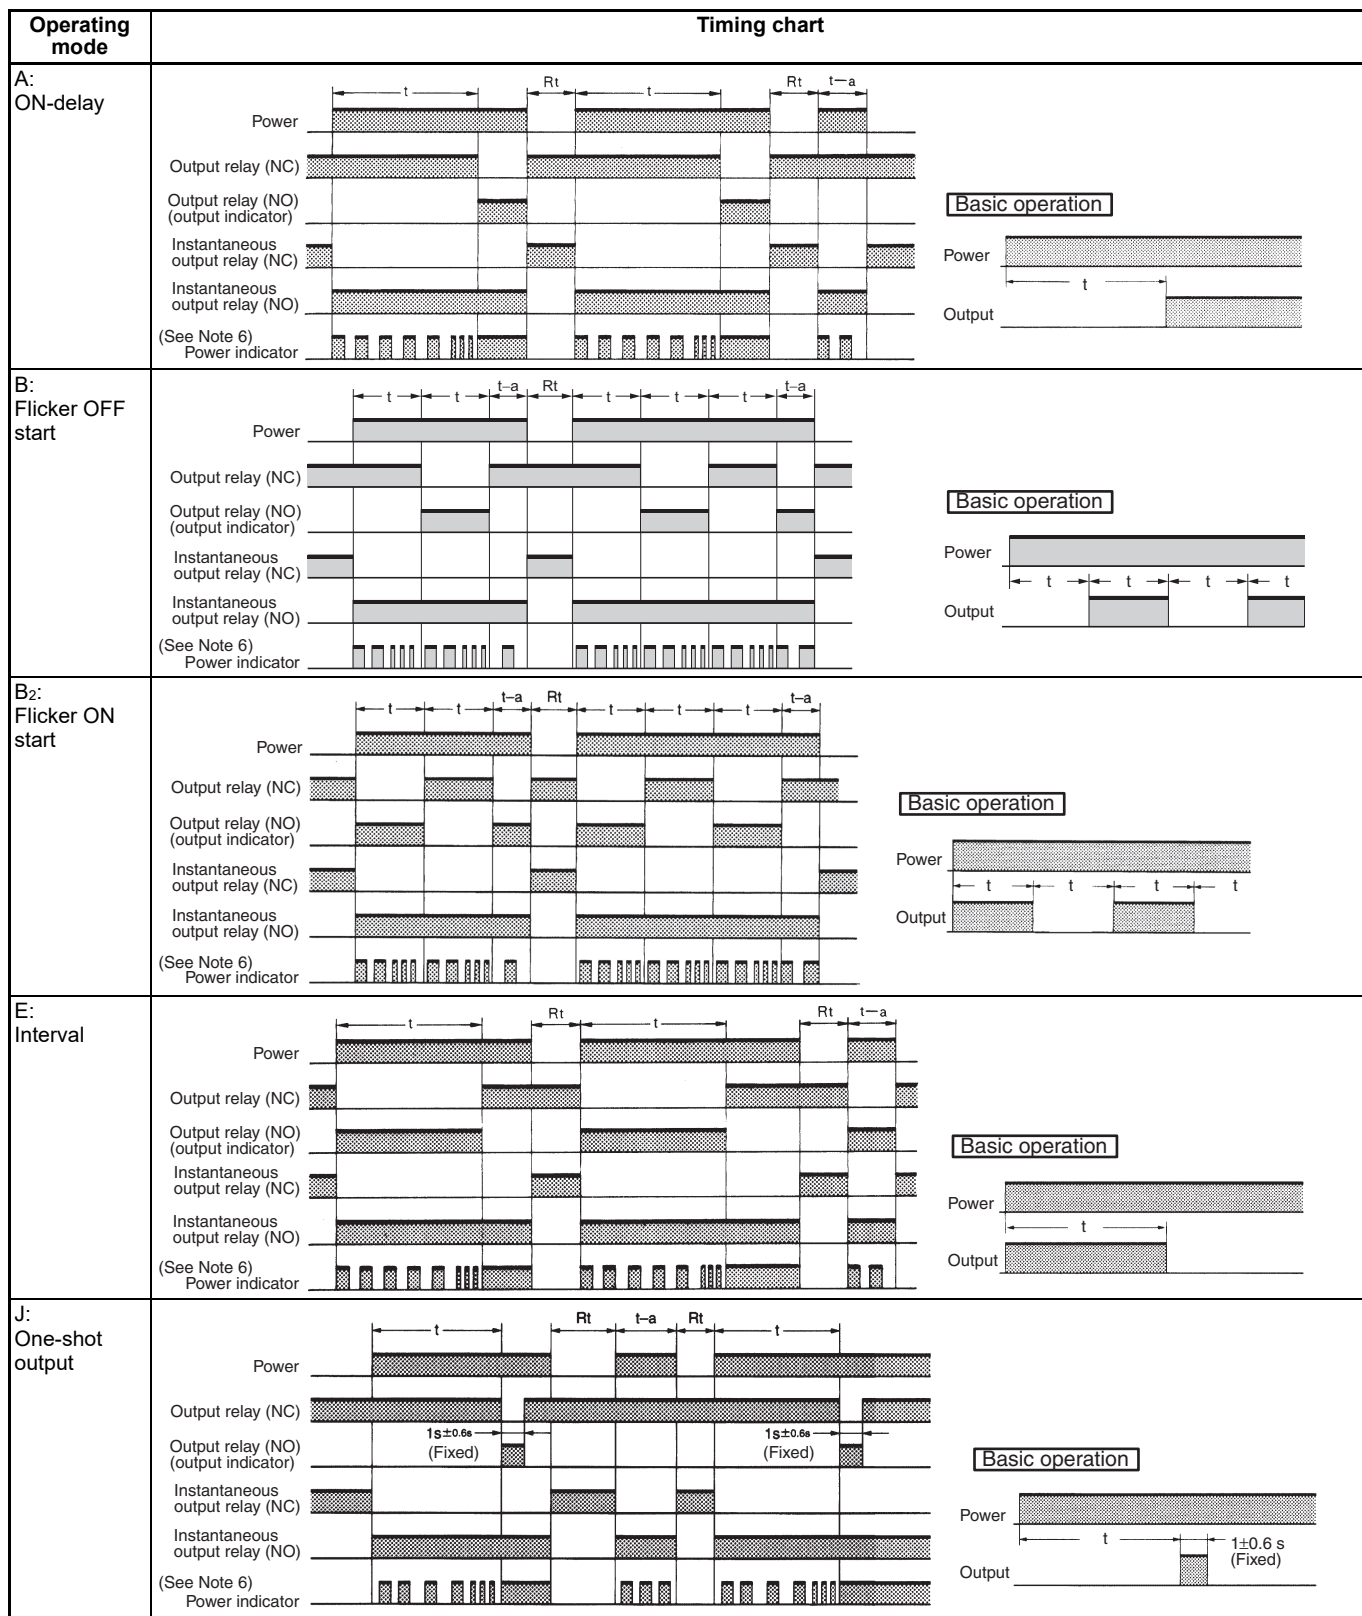 Operating mode
Timing chart
A:
ON-delay
t
Rt
t
Rt
t–a
Power
Output relay (NC)
Output relay (NO)
(output indicator)
Instantaneous
output relay (NC)
Instantaneous
output relay (NO)
(See Note 6)
Power indicator
Basic operation
Power
t
Output
B:
Flicker OFF
start
t
t
t–a
Rt
t
t
t
t–a
Power
Output relay (NC)
Output relay (NO)
(output indicator)
Instantaneous
output relay (NC)
Instantaneous
output relay (NO)
(See Note 6)
Power indicator
Basic operation
Power
t
t
t
t
Output
B2:
Flicker ON
start
t
t
t–a
Rt
t
t
t
t–a
Power
Output relay (NC)
Output relay (NO)
(output indicator)
Instantaneous
output relay (NC)
Instantaneous
output relay (NO)
(See Note 6)
Power indicator
Basic operation
Power
t
t
t
t
Output
E:
Interval
t
Rt
t
Rt
t–a
Power
Output relay (NC)
Output relay (NO)
(output indicator)
Instantaneous
output relay (NC)
Instantaneous
output relay (NO)
(See Note 6)
Power indicator
Basic operation
Power
t
Output
J:
One-shot
output
t
Rt
t–a
Rt
t
Power
Output relay (NC)
1s±0.6s
(Fixed)
1s±0.6s
(Fixed)
Output relay (NO)
(output indicator)
Instantaneous
output relay (NC)
Instantaneous
output relay (NO)
(See Note 6)
Power indicator
Basic operation
Power
t
1±0.6 s
(Fixed)
Output